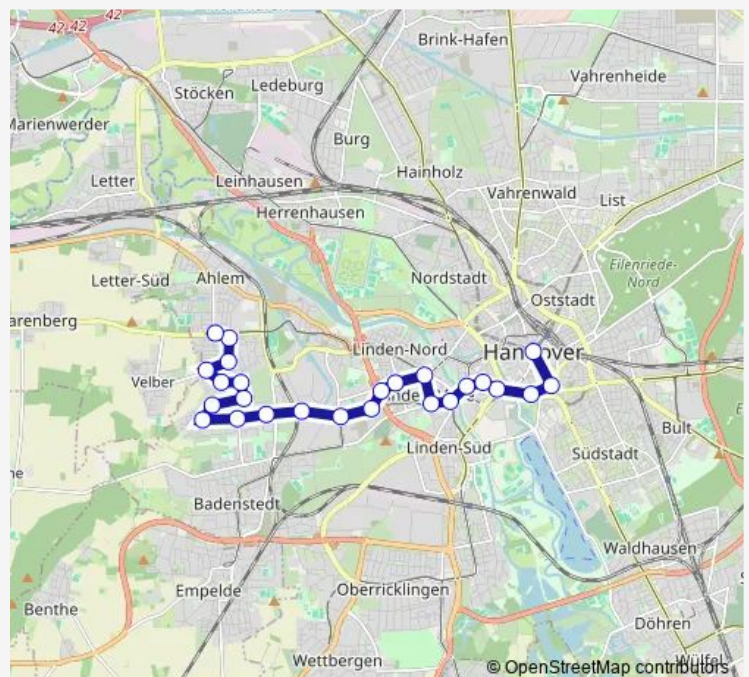 42 42
42
Brink-Hafen
Vahrenheide
Stöcken
Ledeburg
Marienwerder
Burg
Hainholz
Letter
Leinhausen
Vahrenwald
List
Herrenhausen
Eilenriede-
Nord
Letter-Süd
Ahlem
Nordstadt
Oststadt
arenberg
Linden-Nord
Hannover
Velber
Bult
Linden-Süd
Südstadt
Badenstedt
Waldhausen
Empelde
Oberricklingen
Benthe
Döhren
Wettbergen
Wülfel
© OpenStreetMap contributors